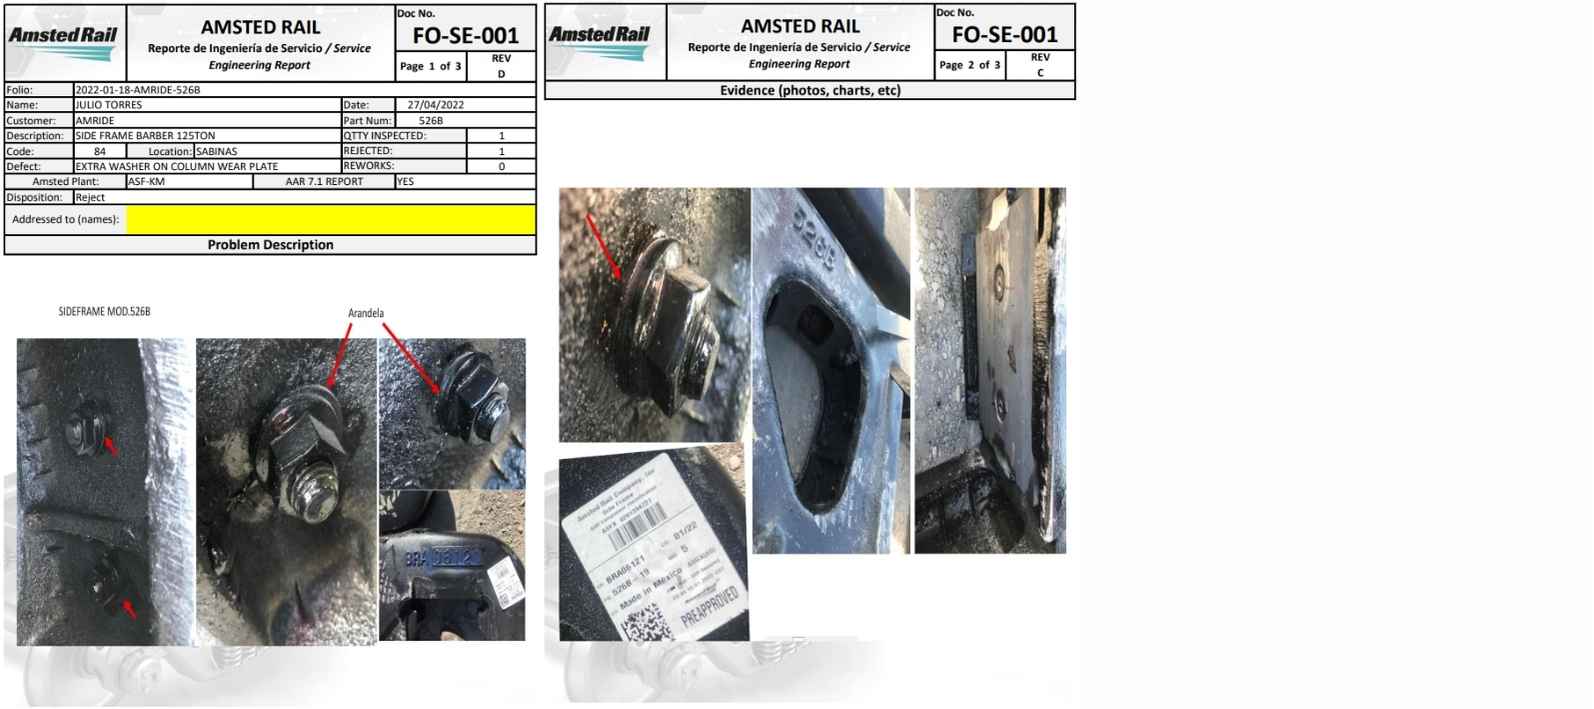 AmstedRail
AMSTED RAIL
Reporte de Ingeniería de Servicio / Service
Engineering Report
Doc No.
FO-SE-001
Page 1 of 3
REV
D
Folio: 2022-01-18-AMRIDE-526B
Name: JULIO TORRES Date: 27/04/2022
Customer: AMRIDE Part Num: 526B
Description: SIDE FRAME BARBER 125TON QTTY INSPECTED: 1
Code: 84 Location: SABINAS REJECTED: 1
Defect: EXTRA WASHER ON COLUMN WEAR PLATE REWORKS: 0
Amsted Plant: ASF-KM AAR 7.1 REPORT YES
Disposition: Reject
Addressed to (names):
Problem Description
SIDEFRAME MOD.526B
Arandela
AmstedRail
AMSTED RAIL
Reporte de Ingeniería de Servicio / Service
Engineering Report
Doc No.
FO-SE-001
Page 2 of 3
REV
C
Evidence (photos, charts, etc)
526B
Amsted Rail Company, Inc
Side Frame
01/22
BRA06121
5
526B - 19
Made in Mexico
PREAPPROVED